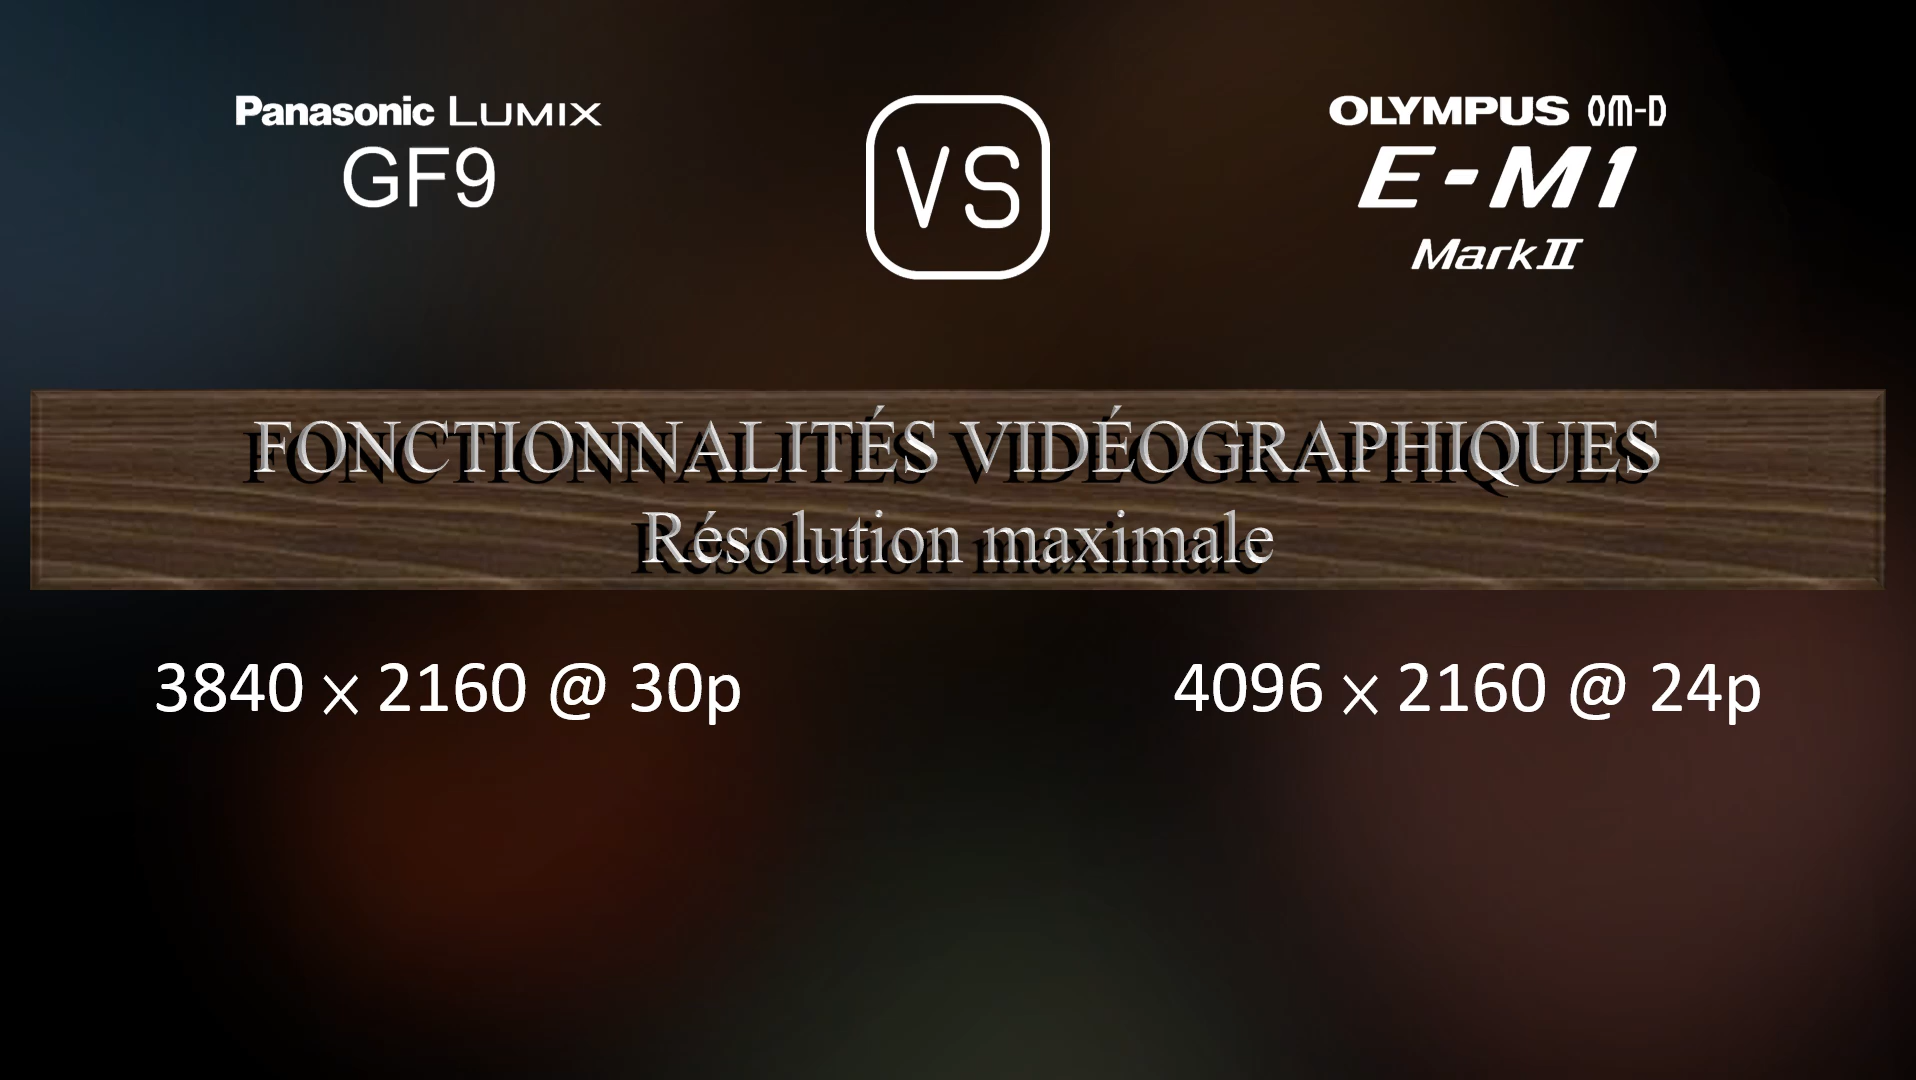 Panasonic LUMIX
GF9
VS
OLYMPUS OM-D
E-M1
Mark II
FONCTIONNALITÉS VIDÉOGRAPHIQUES
Résolution maximale
3840 x 2160 @ 30p
4096 x 2160 @ 24p